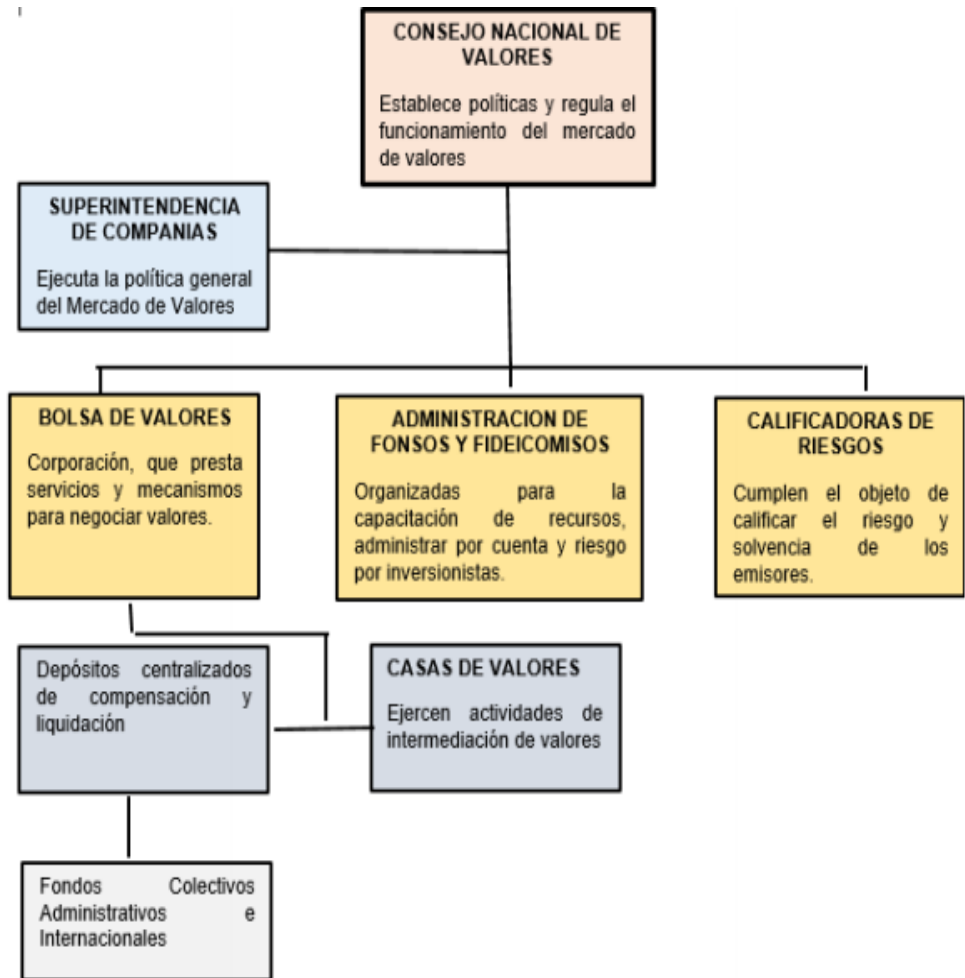 CONSEJO NACIONAL DE
VALORES
Establece políticas y regula el
funcionamiento del mercado
de valores
SUPERINTENDENCIA
DE COMPANIAS
Ejecuta la política general
del Mercado de Valores
BOLSA DE VALORES
Corporación, que presta
servicios y mecanismos
para negociar valores.
ADMINISTRACION DE
FONSOS Y FIDEICOMISOS
Organizadas para la
capacitación de recursos,
administrar por cuenta y riesgo
por inversionistas.
CALIFICADORAS DE
RIESGOS
Cumplen el objeto de
calificar el riesgo y
solvencia de los
emisores.
Depósitos centralizados
de compensación y
liquidación
CASAS DE VALORES
Ejercen actividades de
intermediación de valores
Fondos Colectivos
Administrativos e
Internacionales